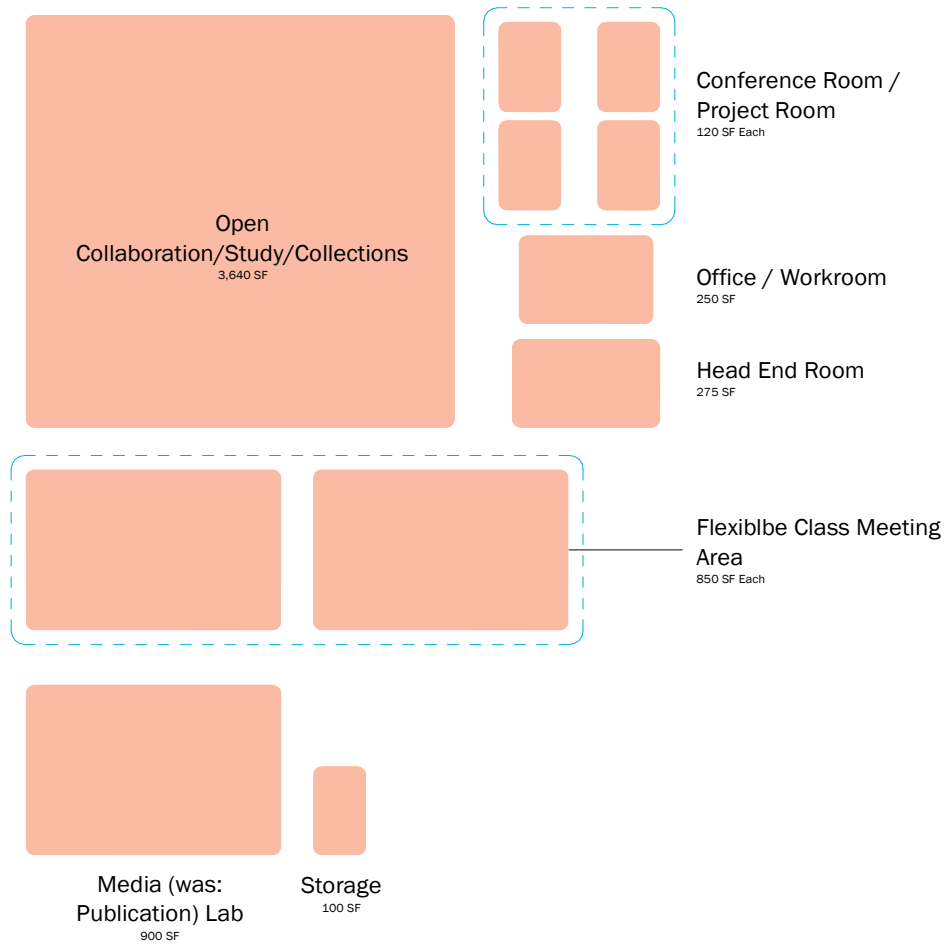 Conference Room /
Project Room
120 SF Each
Open
Collaboration/Study/Collections
3,640 SF
Office / Workroom
250 SF
Head End Room
275 SF
Flexiblbe Class Meeting
Area
850 SF Each
Media (was:
Publication) Lab
900 SF
Storage
100 SF